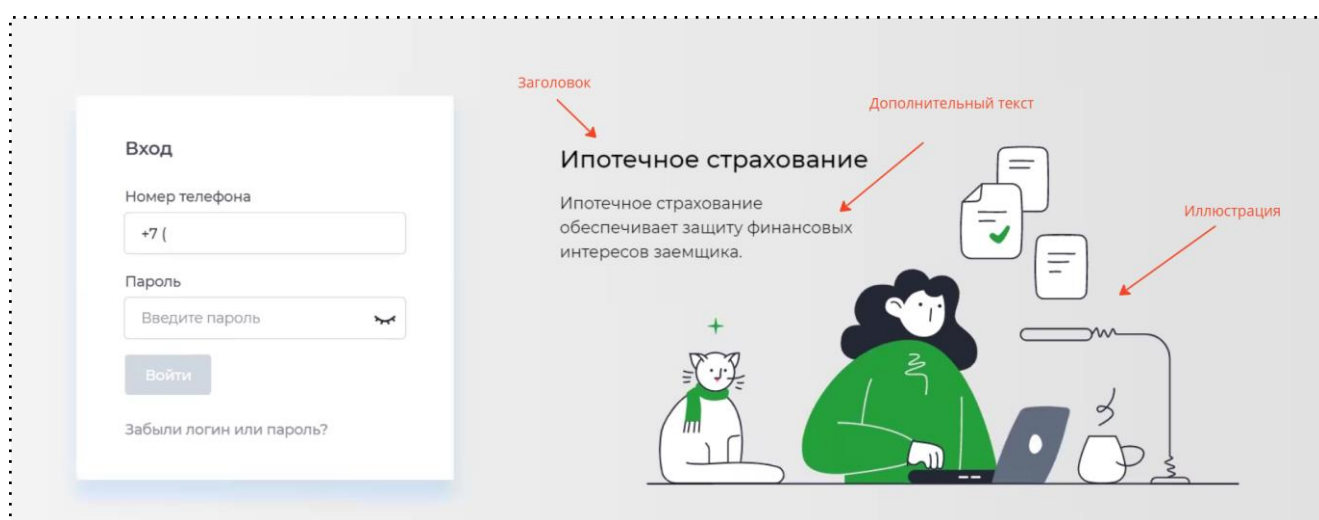 Заголовок
Дополнительный текст
Вход
Ипотечное страхование
Номер телефона
+7 (
Ипотечное страхование
обеспечивает защиту финансовых
интересов заемщика.
Иллюстрация
Пароль
Введите пароль
Войти
Забыли логин или пароль?